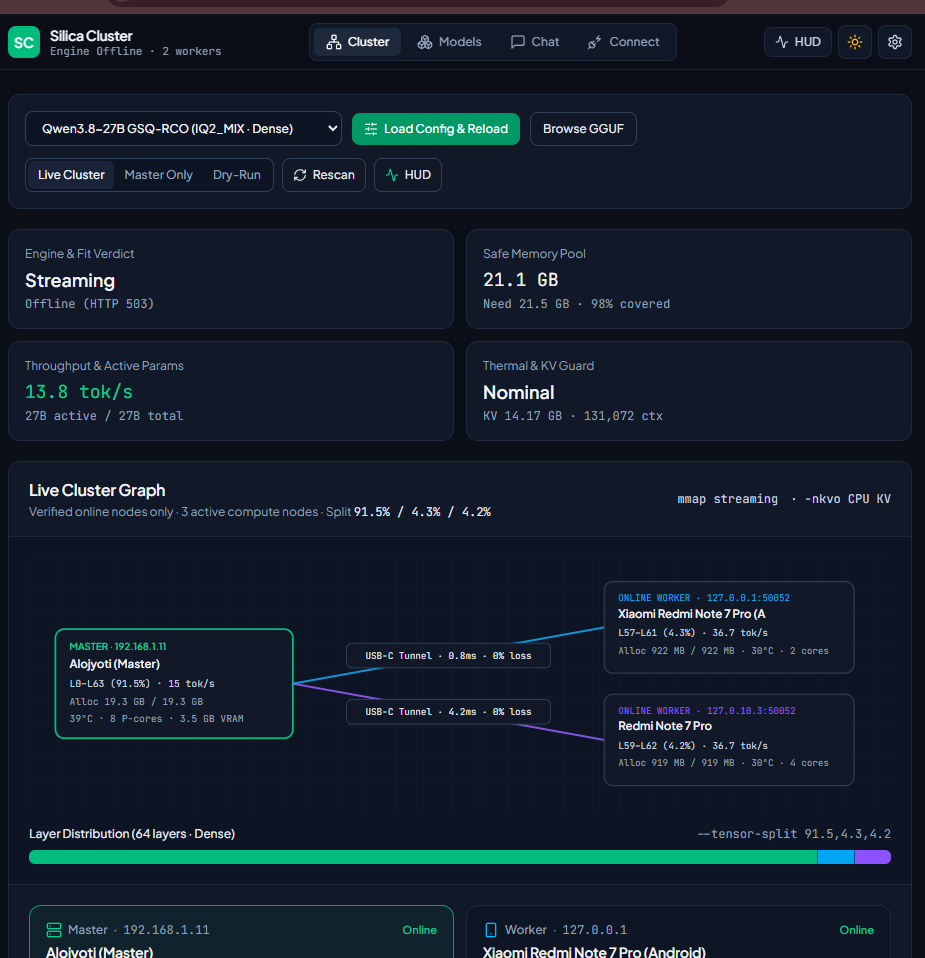 SC
Silica Cluster
Engine Offline · 2 workers
Cluster
Models
Chat
Connect
HUD
Qwen3.8-27B GSQ-RCO (IQ2_MIX · Dense)
Load Config & Reload
Browse GGUF
Live Cluster
Master Only
Dry-Run
Rescan
HUD
Engine & Fit Verdict
Streaming
Offline (HTTP 503)
Safe Memory Pool
21.1 GB
Need 21.5 GB · 98% covered
Throughput & Active Params
13.8 tok/s
27B active / 27B total
Thermal & KV Guard
Nominal
KV 14.17 GB · 131,072 ctx
Live Cluster Graph
Verified online nodes only · 3 active compute nodes · Split 91.5% / 4.3% / 4.2%
mmap streaming · -nkvo CPU KV
MASTER · 192.168.1.11
Alojyoti (Master)
L0-L63 (91.5%) · 15 tok/s
Alloc 19.3 GB / 19.3 GB
39°C · 8 P-cores · 3.5 GB VRAM
USB-C Tunnel · 0.8ms · 0% loss
USB-C Tunnel · 4.2ms · 0% loss
ONLINE WORKER · 127.0.0.1:50052
Xiaomi Redmi Note 7 Pro (A
L57-L61 (4.3%) · 36.7 tok/s
Alloc 922 MB / 922 MB · 30°C · 2 cores
ONLINE WORKER · 127.0.10.3:50052
Redmi Note 7 Pro
L59-L62 (4.2%) · 36.7 tok/s
Alloc 919 MB / 919 MB · 30°C · 4 cores
Layer Distribution (64 layers · Dense)
--tensor-split 91.5,4.3,4.2
Master · 192.168.1.11
Online
Alojyoti (Master)
Worker · 127.0.0.1
Online
Xiaomi Redmi Note 7 Pro (Android)